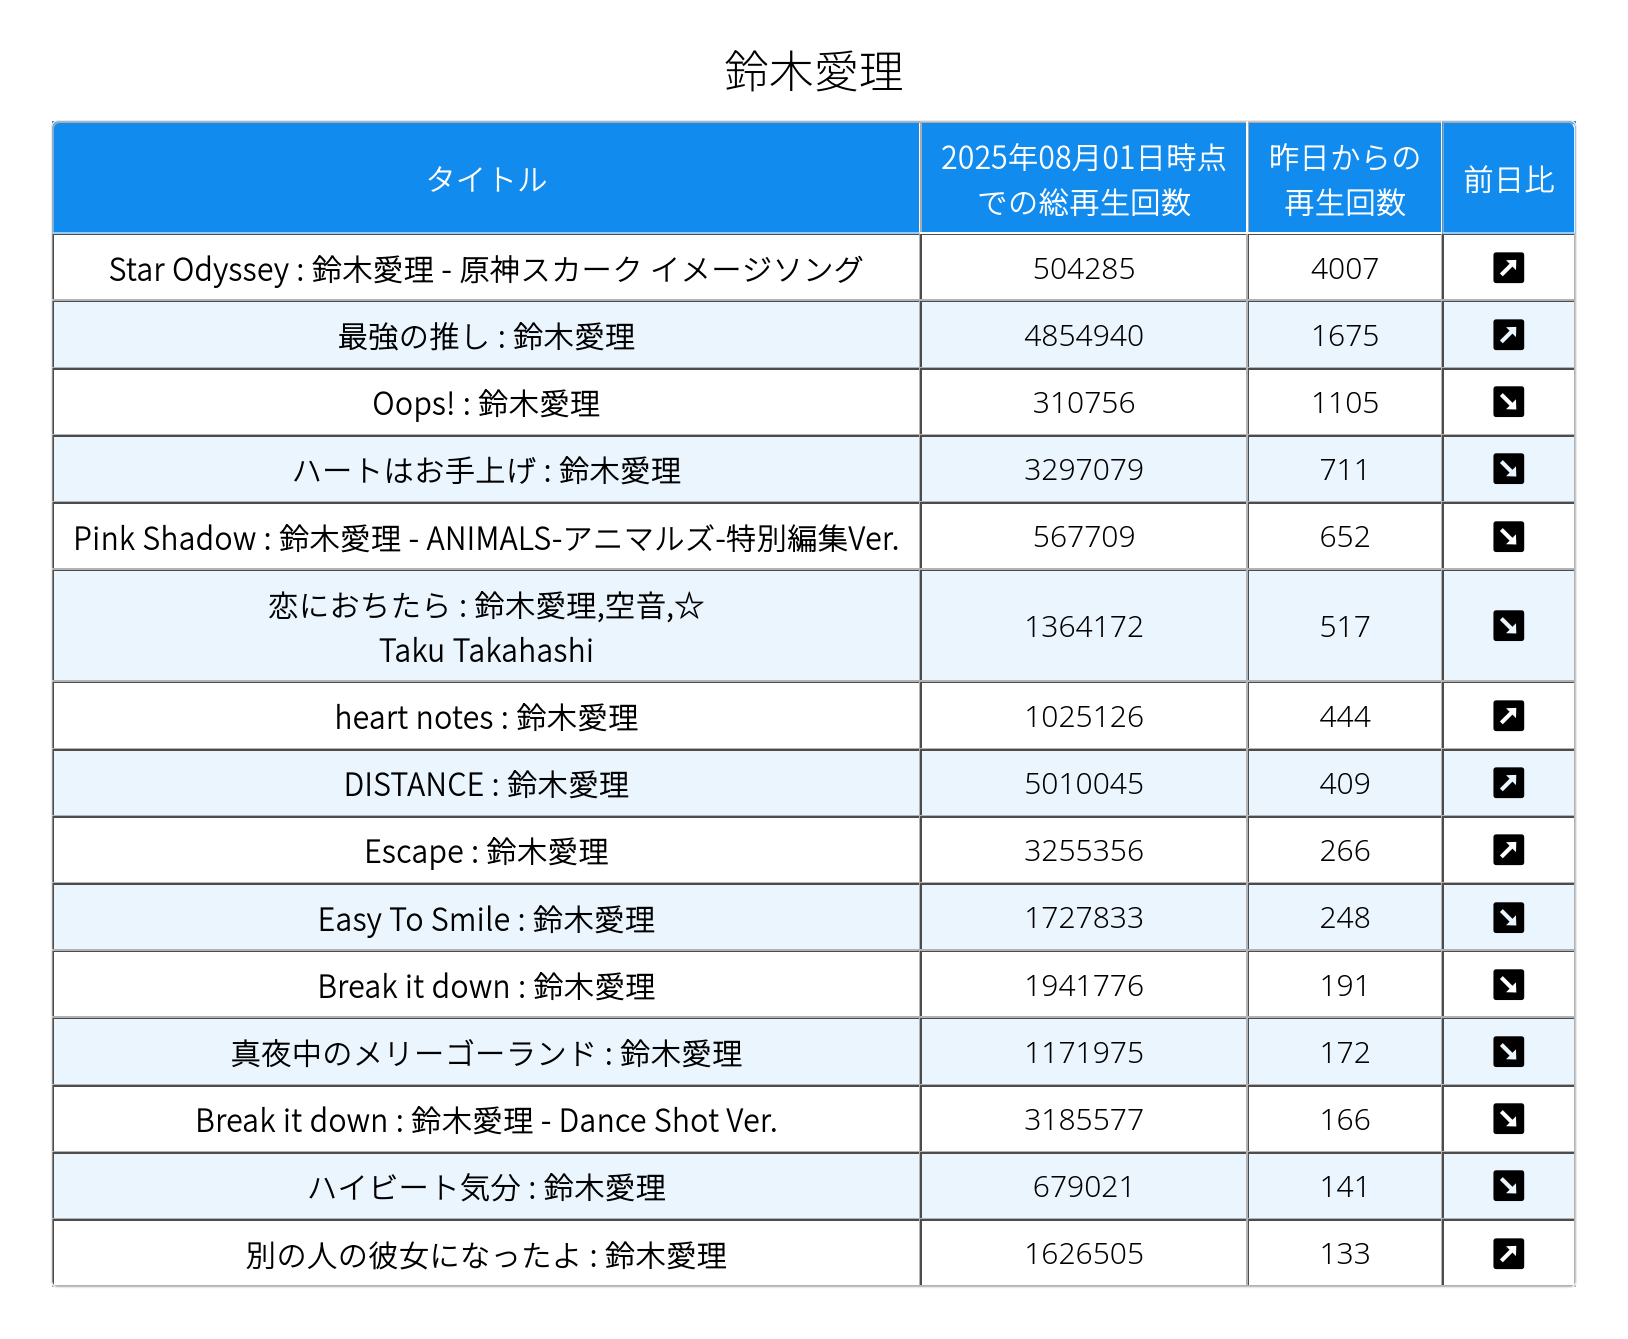 鈴木愛理
タイトル
2025年08月01日時点
での総再生回数
昨日からの
再生回数
前日比
Star Odyssey : 鈴木愛理 - 原神スカーク イメージソング 504285 4007
最強の推し : 鈴木愛理 4854940 1675
Oops! : 鈴木愛理 310756 1105
ハートはお手上げ : 鈴木愛理 3297079 711
Pink Shadow : 鈴木愛理 - ANIMALS-アニマルズ-特別編集Ver. 567709 652
恋におちたら : 鈴木愛理,空音,☆
Taku Takahashi
1364172 517
heart notes : 鈴木愛理 1025126 444
DISTANCE : 鈴木愛理 5010045 409
Escape : 鈴木愛理 3255356 266
Easy To Smile : 鈴木愛理 1727833 248
Break it down : 鈴木愛理 1941776 191
真夜中のメリーゴーランド : 鈴木愛理 1171975 172
Break it down : 鈴木愛理 - Dance Shot Ver. 3185577 166
ハイビート気分 : 鈴木愛理 679021 141
別の人の彼女になったよ : 鈴木愛理 1626505 133